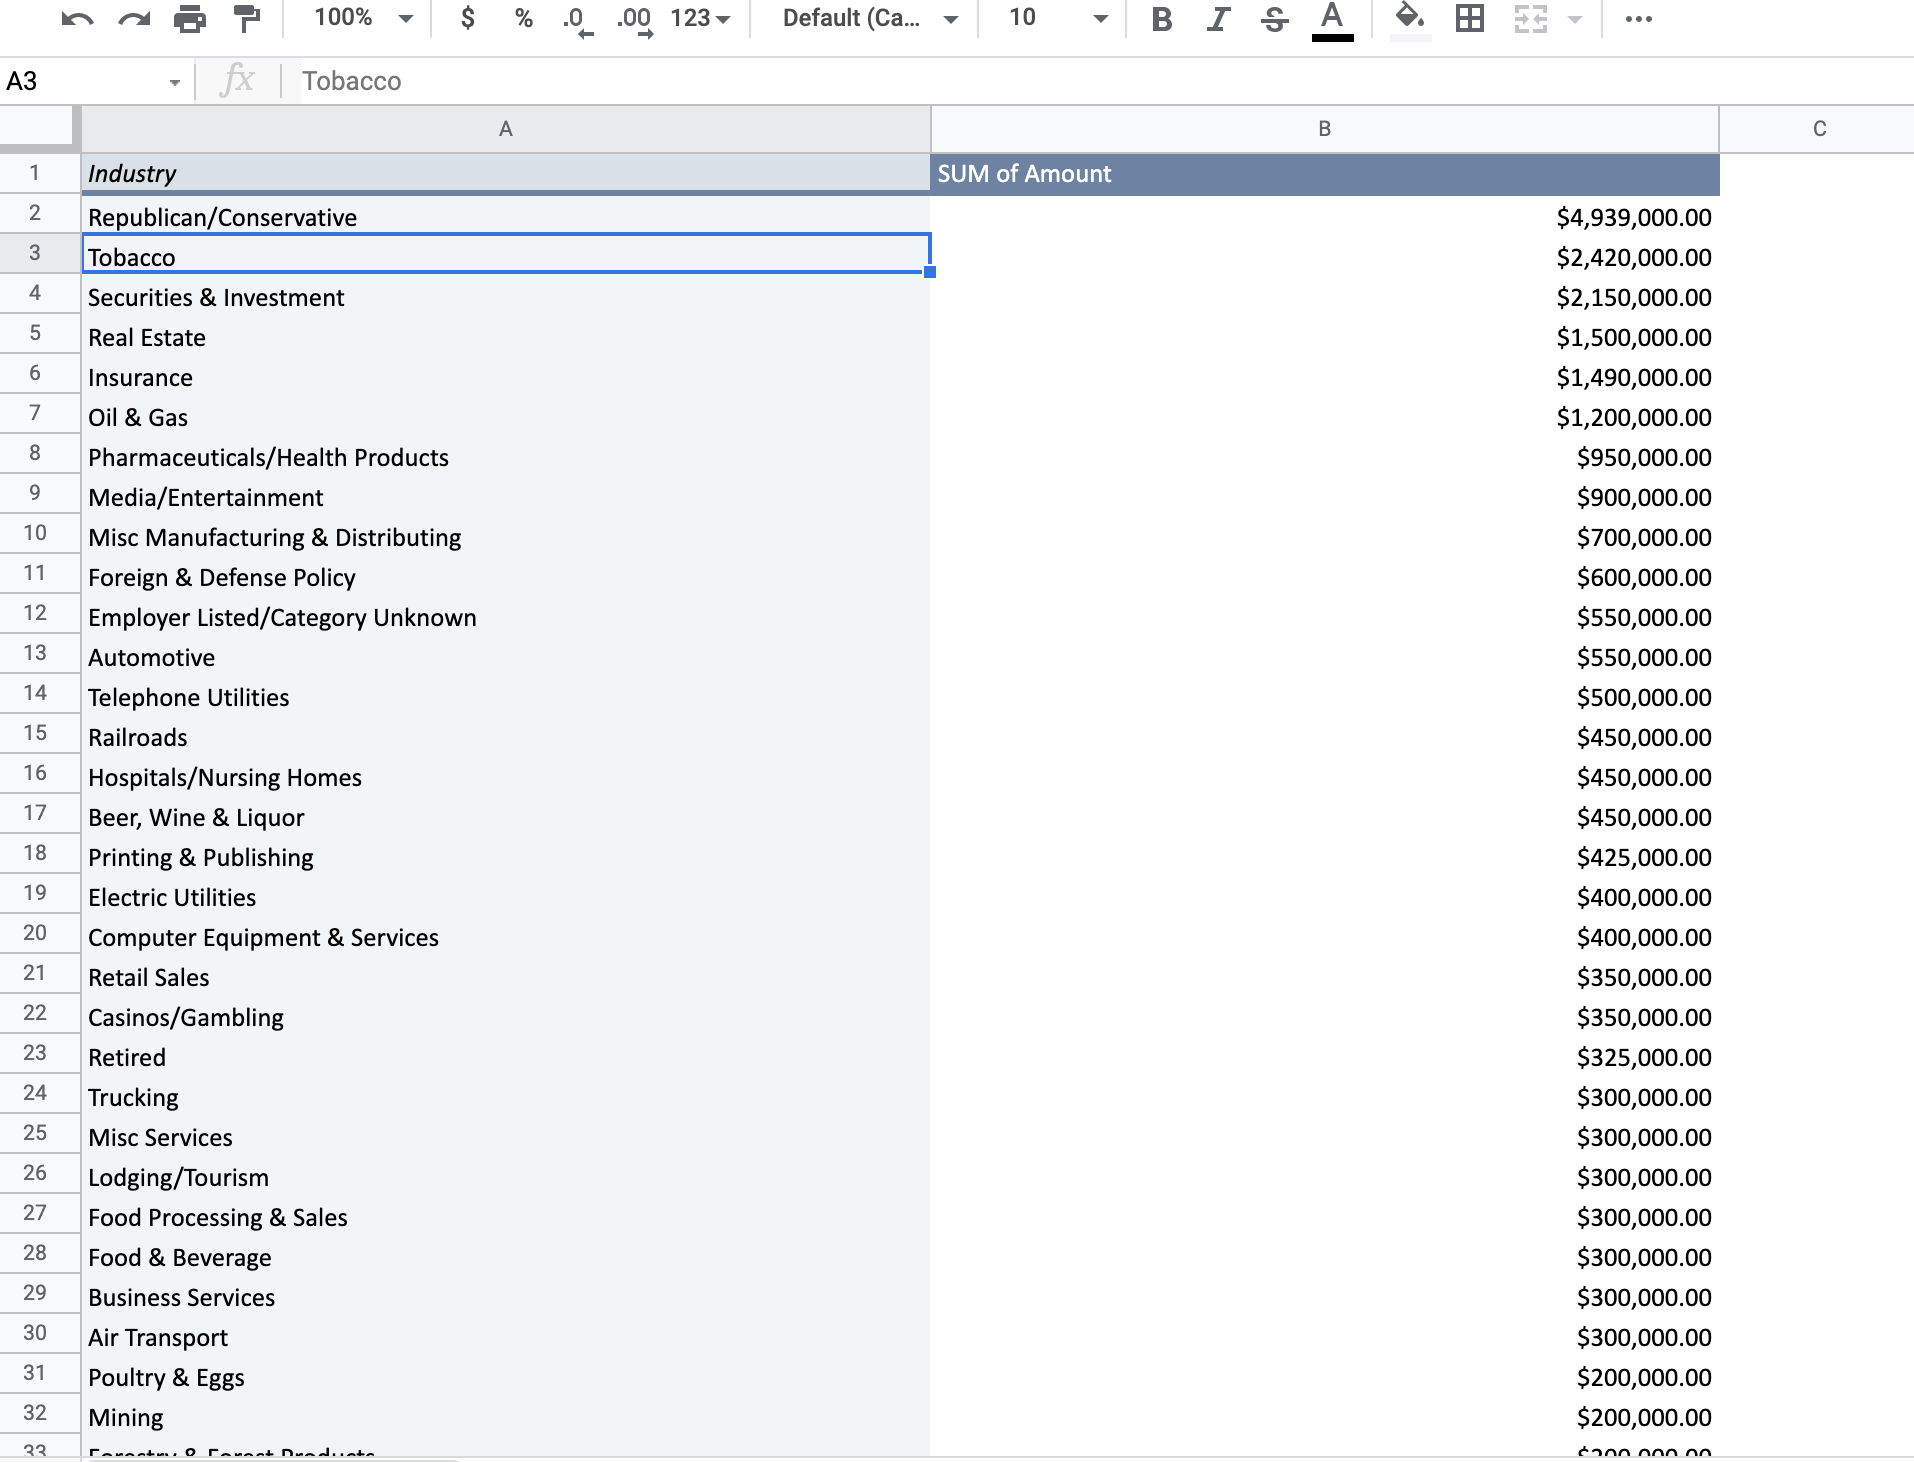 100% $ % .0 .00 123 Default (Ca... 10 B I S A
A3 fx Tobacco
A B C
1 Industry SUM of Amount
2 Republican/Conservative $4,939,000.00
3 Tobacco $2,420,000.00
4 Securities & Investment $2,150,000.00
5 Real Estate $1,500,000.00
6 Insurance $1,490,000.00
7 Oil & Gas $1,200,000.00
8 Pharmaceuticals/Health Products $950,000.00
9 Media/Entertainment $900,000.00
10 Misc Manufacturing & Distributing $700,000.00
11 Foreign & Defense Policy $600,000.00
12 Employer Listed/Category Unknown $550,000.00
13 Automotive $550,000.00
14 Telephone Utilities $500,000.00
15 Railroads $450,000.00
16 Hospitals/Nursing Homes $450,000.00
17 Beer, Wine & Liquor $450,000.00
18 Printing & Publishing $425,000.00
19 Electric Utilities $400,000.00
20 Computer Equipment & Services $400,000.00
21 Retail Sales $350,000.00
22 Casinos/Gambling $350,000.00
23 Retired $325,000.00
24 Trucking $300,000.00
25 Misc Services $300,000.00
26 Lodging/Tourism $300,000.00
27 Food Processing & Sales $300,000.00
28 Food & Beverage $300,000.00
29 Business Services $300,000.00
30 Air Transport $300,000.00
31 Poultry & Eggs $200,000.00
32 Mining $200,000.00
33 Forestry & Forest Products $200,000.00